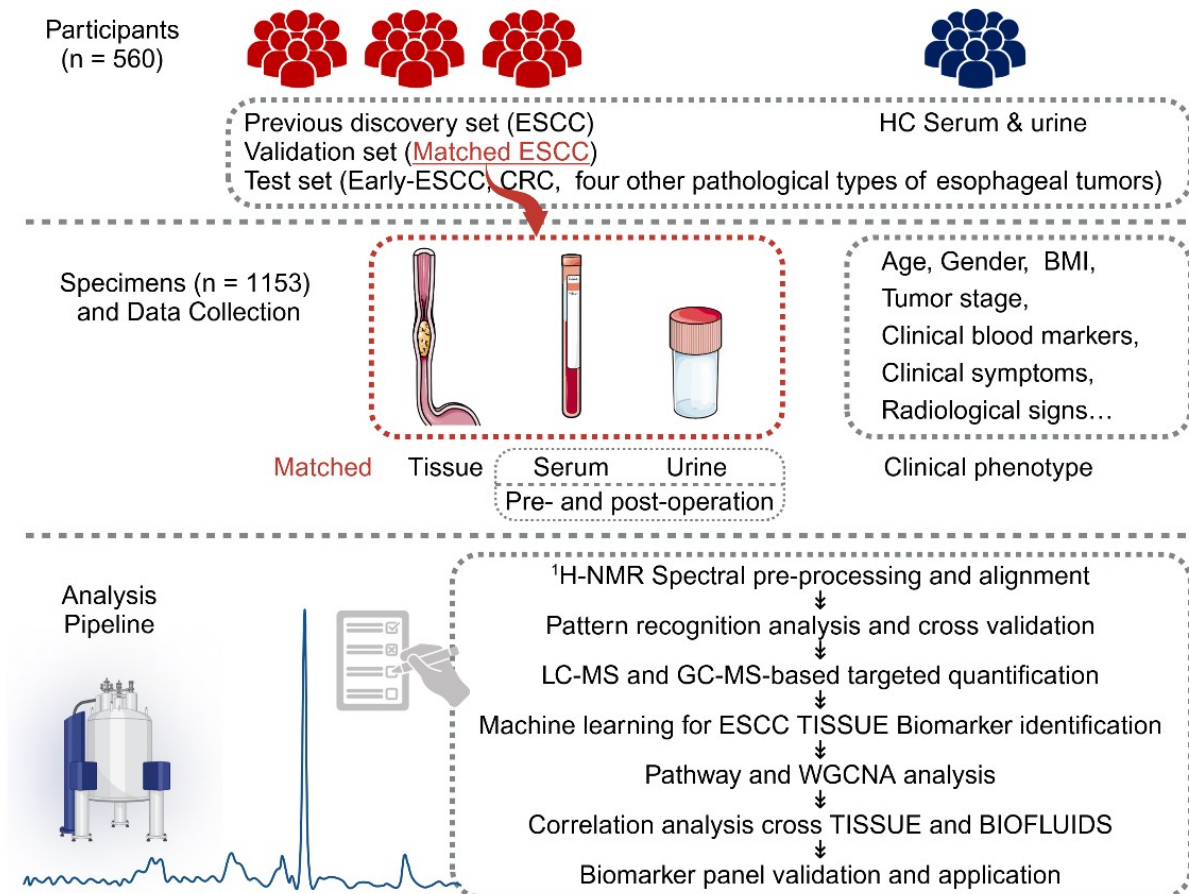 Participants
(n = 560)
Previous discovery set (ESCC)
HC Serum & urine
Validation set (Matched ESCC)
Test set (Early-ESCC, CRC, four other pathological types of esophageal tumors)
Specimens (n = 1153)
and Data Collection
Age, Gender, BMI,
Tumor stage,
Clinical blood markers,
Clinical symptoms,
Radiological signs…
Matched
Tissue
Serum
Urine
Clinical phenotype
Pre- and post-operation
Analysis
Pipeline
¹H-NMR Spectral pre-processing and alignment
Pattern recognition analysis and cross validation
LC-MS and GC-MS-based targeted quantification
Machine learning for ESCC TISSUE Biomarker identification
Pathway and WGCNA analysis
Correlation analysis cross TISSUE and BIOFLUIDS
Biomarker panel validation and application